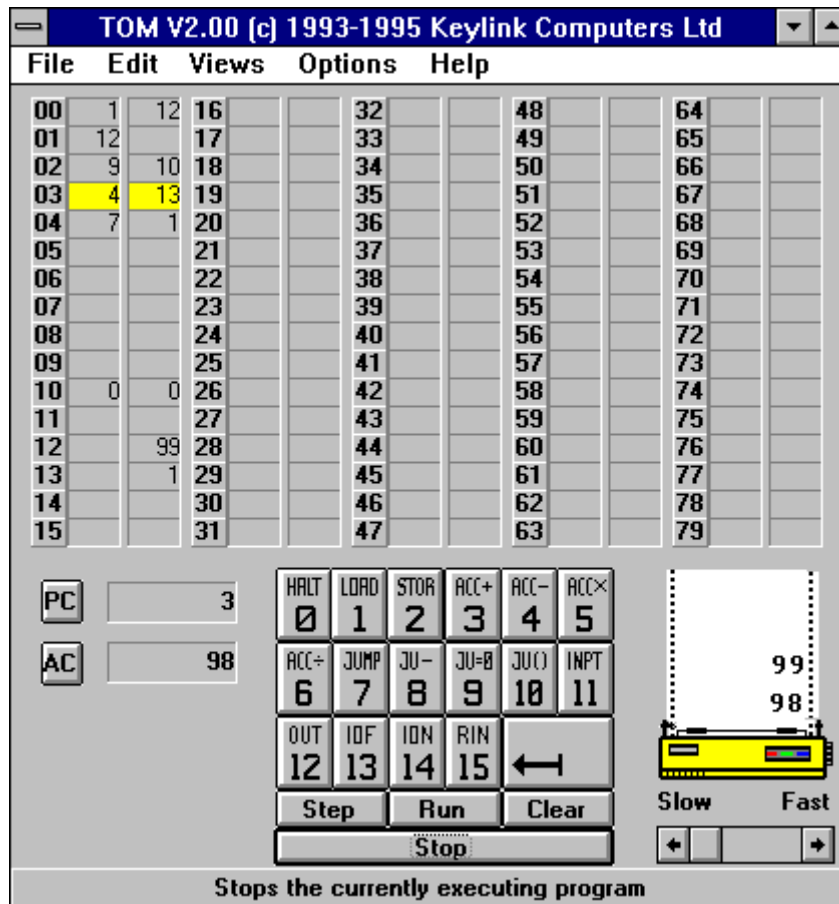 TOM V2.00 (c) 1993-1995 Keylink Computers Ltd
File Edit Views Options Help
00 1 12 16 32 48 64
01 12 17 33 49 65
02 9 10 18 34 50 66
03 4 13 19 35 51 67
04 7 1 20 36 52 68
05 21 37 53 69
06 22 38 54 70
07 23 39 55 71
08 24 40 56 72
09 25 41 57 73
10 0 0 26 42 58 74
11 27 43 59 75
12 99 28 44 60 76
13 1 29 45 61 77
14 30 46 62 78
15 31 47 63 79
PC 3
AC 98
HALT LOAD STOR ACC+ ACC- ACC×
0 1 2 3 4 5
ACC÷ JUMP JU- JU=0 JU() INPT
6 7 8 9 10 11
OUT IOF ION RIN
12 13 14 15
Step Run Clear
Stop
99
98
Slow Fast
Stops the currently executing program